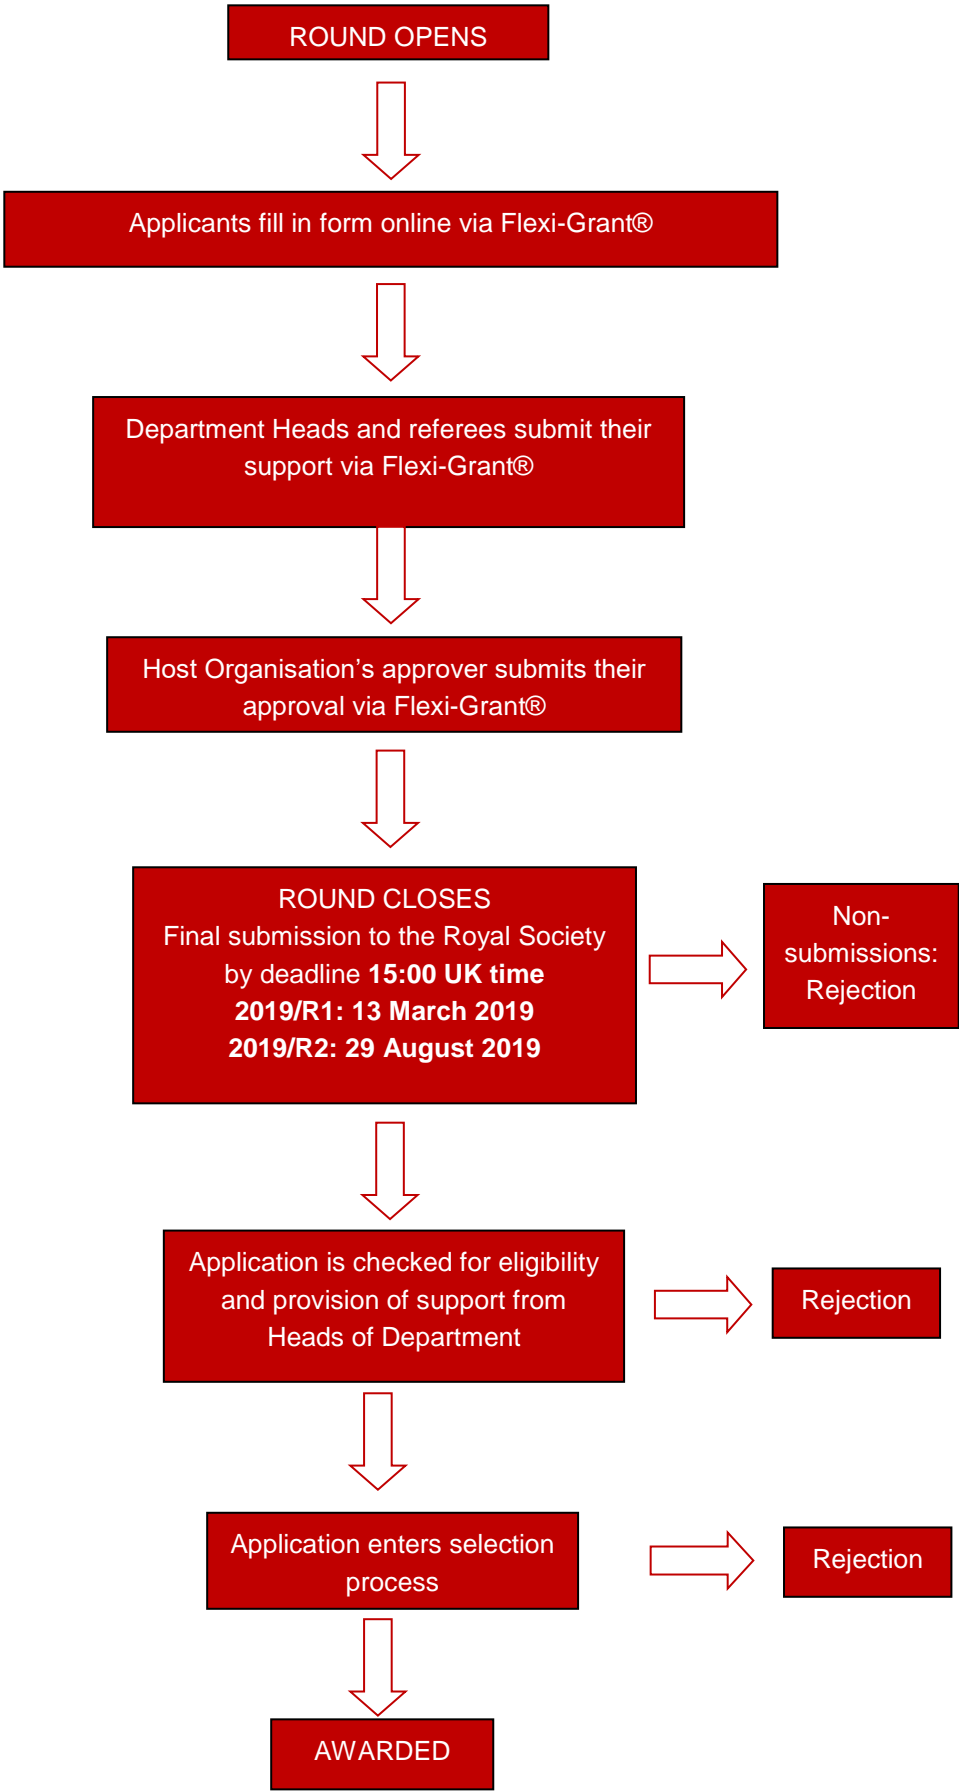 ROUND OPENS
Applicants fill in form online via Flexi-Grant®
Department Heads and referees submit their
support via Flexi-Grant®
Host Organisation’s approver submits their
approval via Flexi-Grant®
ROUND CLOSES
Final submission to the Royal Society
by deadline 15:00 UK time
2019/R1: 13 March 2019
2019/R2: 29 August 2019
Non-
submissions:
Rejection
Application is checked for eligibility
and provision of support from
Heads of Department
Rejection
Application enters selection
process
Rejection
AWARDED